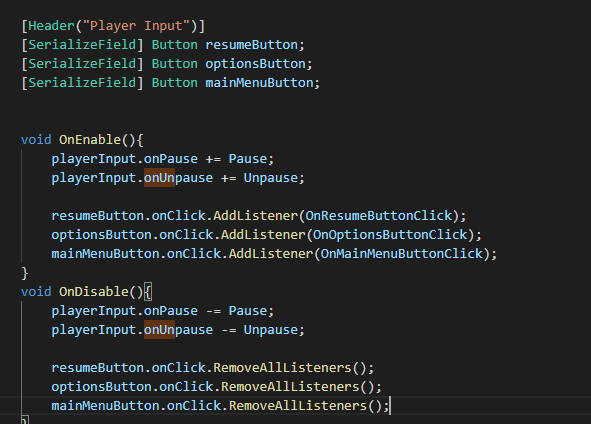 [Header("Player Input")]
[SerializeField] Button resumeButton;
[SerializeField] Button optionsButton;
[SerializeField] Button mainMenuButton;
void OnEnable(){
playerInput.onPause += Pause;
playerInput.onUnpause += Unpause;
resumeButton.onClick.AddListener(OnResumeButtonClick);
optionsButton.onClick.AddListener(OnOptionsButtonClick);
mainMenuButton.onClick.AddListener(OnMainMenuButtonClick);
}
void OnDisable(){
playerInput.onPause -= Pause;
playerInput.onUnpause -= Unpause;
resumeButton.onClick.RemoveAllListeners();
optionsButton.onClick.RemoveAllListeners();
mainMenuButton.onClick.RemoveAllListeners();
}